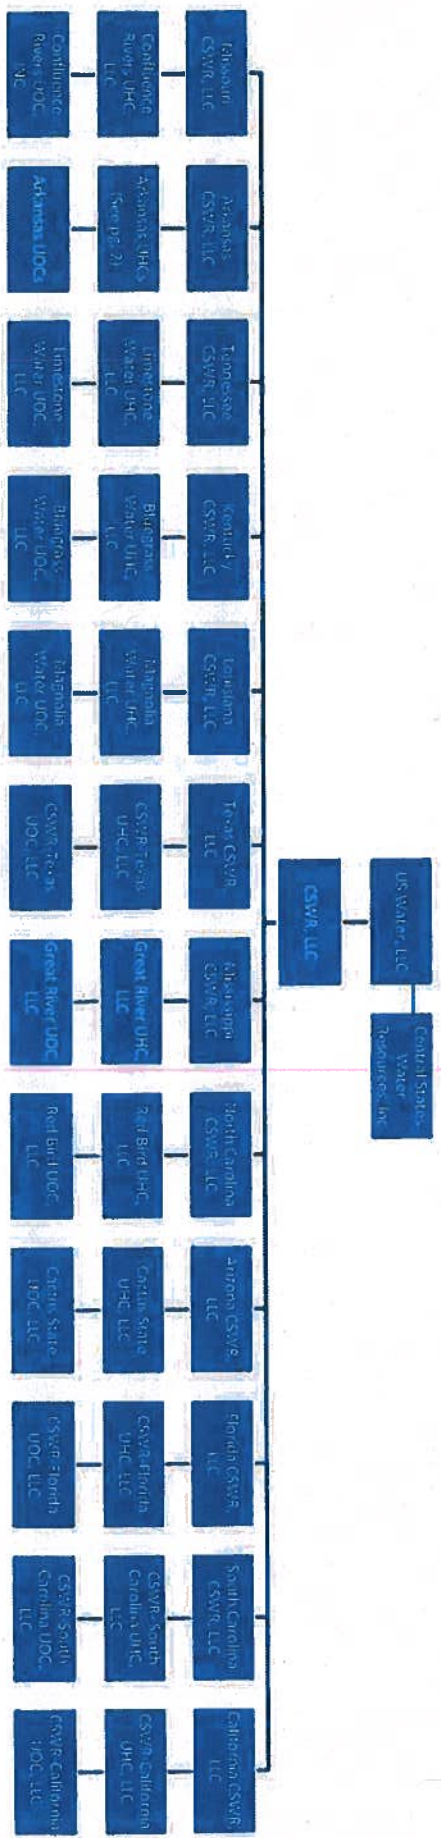 US Water, LLC
Central States
Water
Resources, Inc
CSWR, LLC
Missouri
CSWR, LLC
Arkansas
CSWR, LLC
Tennessee
CSWR, LLC
Kentucky
CSWR, LLC
Louisiana
CSWR, LLC
Texas CSWR,
LLC
Mississippi
CSWR, LLC
North Carolina
CSWR, LLC
Arizona CSWR,
LLC
Florida CSWR,
LLC
South Carolina
CSWR, LLC
California CSWR
LLC
Confluence
Rivers UHC,
LLC
Arkansas UHCs
(See pg. 2)
Limestone
Water UHC,
LLC
Bluegrass
Water UHC,
LLC
Magnolia
Water UHC,
LLC
CSWR-Texas
UHC, LLC
Great River UHC,
LLC
Red Bird UHC,
LLC
Cactus State
UHC, LLC
CSWR-Florida
UHC, LLC
CSWR-South
Carolina UHC,
LLC
CSWR-California
UHC, LLC
Confluence
Rivers UOC,
INC
Arkansas UOCs
Limestone
Water UOC,
LLC
Bluegrass
Water UOC,
LLC
Magnolia
Water UOC,
LLC
CSWR-Texas
UOC, LLC
Great River UOC
LLC
Red Bird UOC,
LLC
Cactus State
UOC, LLC
CSWR-Florida
UOC, LLC
CSWR-South
Carolina UOC,
LLC
CSWR-California
UOC, LLC